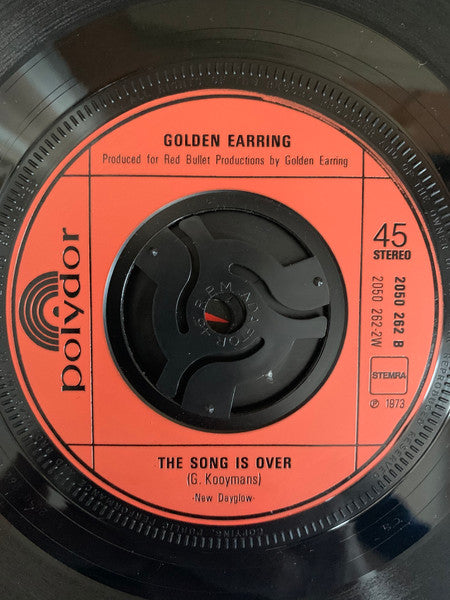 GOLDEN EARRING
Produced for Red Bullet Productions by Golden Earring
polydor
45
STEREO
2050 262 B
2050 262-2W
STEMRA
℗ 1973
THE SONG IS OVER
(G. Kooymans)
-New Dayglow-